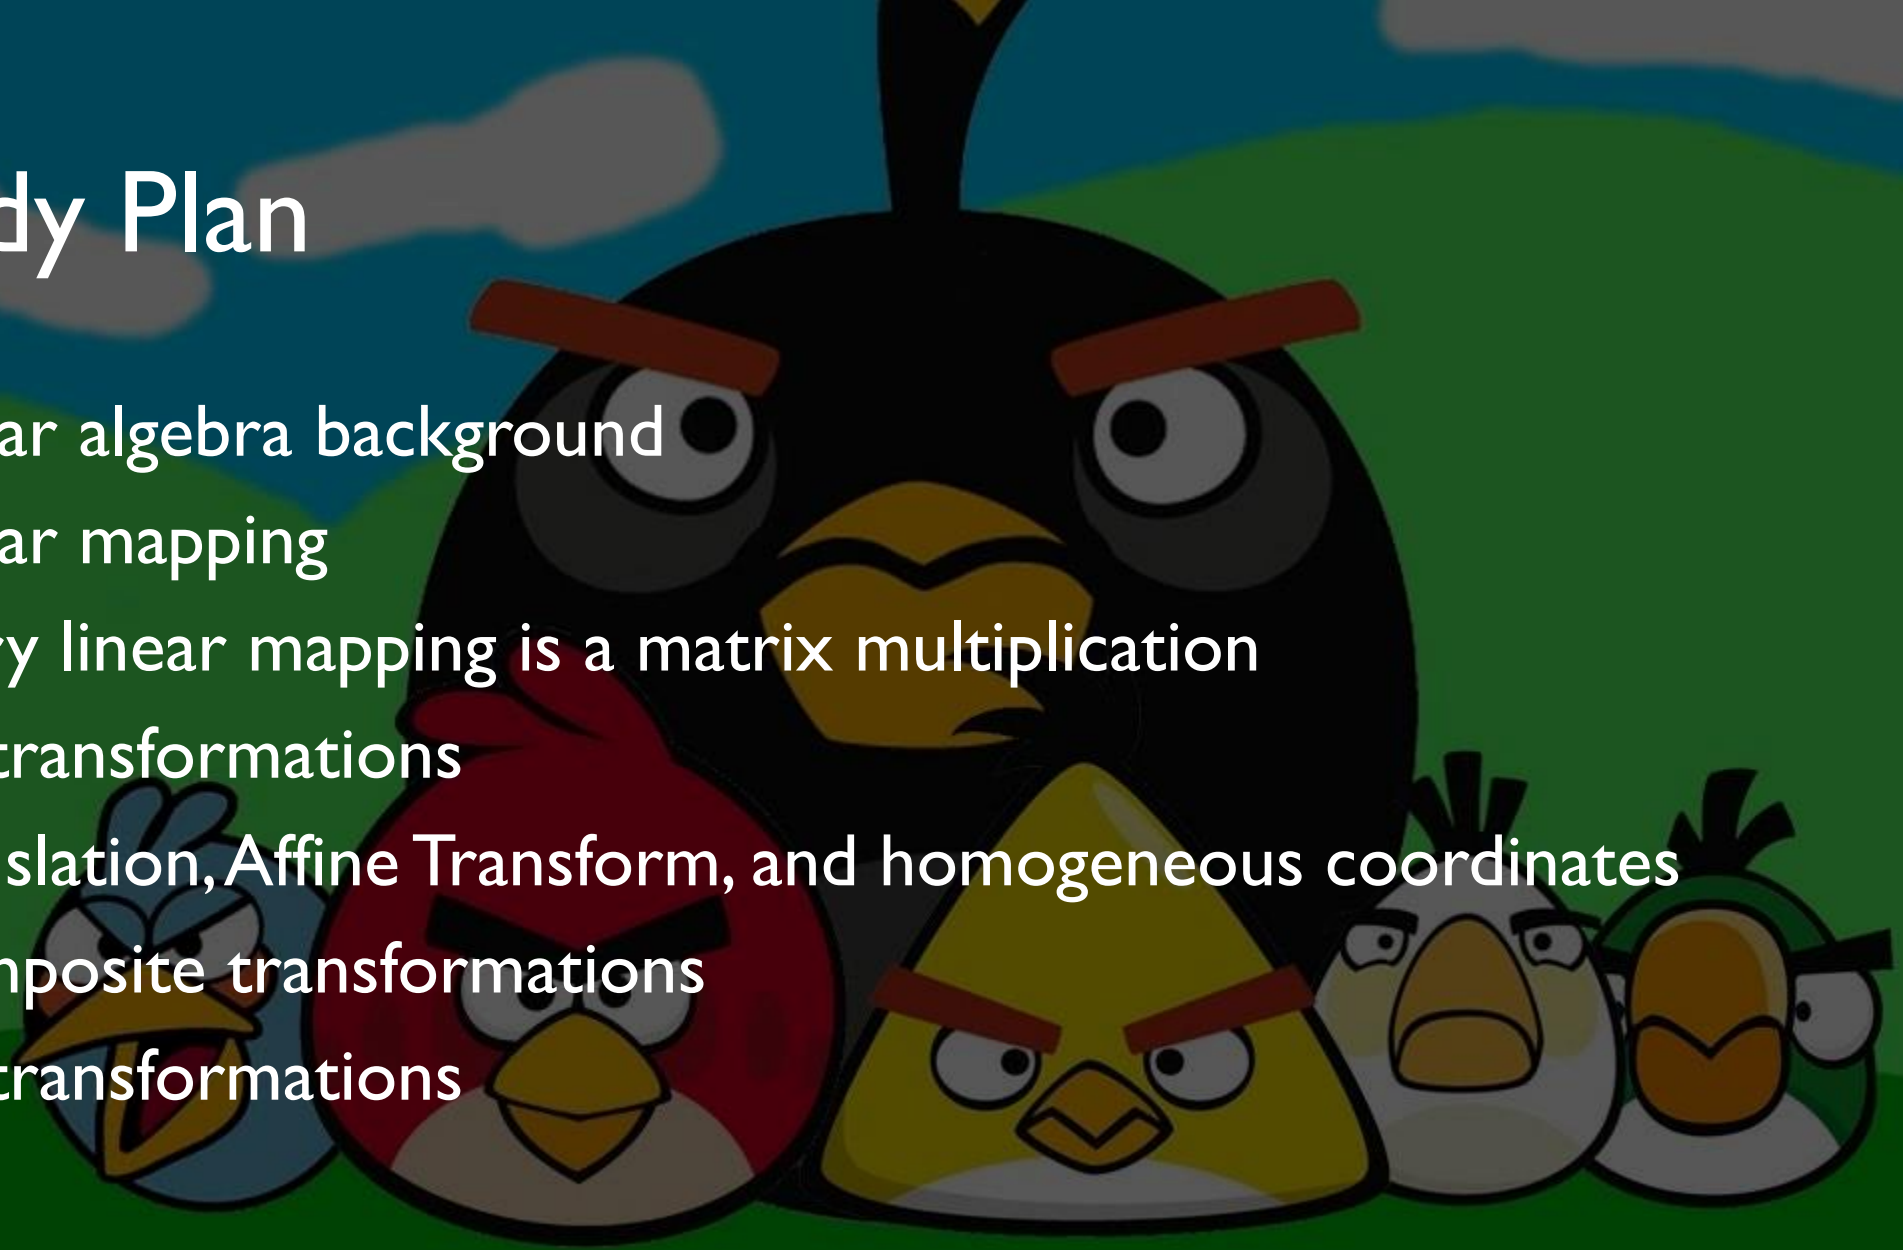 dy Plan
ar algebra background
ar mapping
ry linear mapping is a matrix multiplication
transformations
slation, Affine Transform, and homogeneous coordinates
nposite transformations
transformations